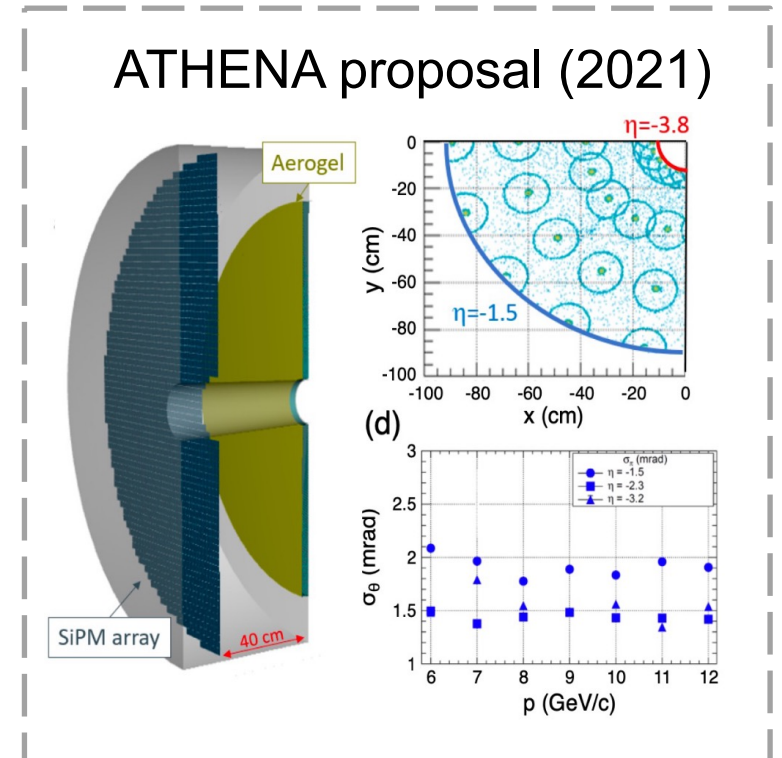 ATHENA proposal (2021)
Aerogel
SiPM array
40 cm
η=-3.8
η=-1.5
y (cm)
0
-20
-40
-60
-80
-100
-100 -80 -60 -40 -20 0
x (cm)
(d)
σθ (mrad)
3
2.5
2
1.5
1
σπ (mrad)
η = -1.5
η = -2.3
η = -3.2
6 7 8 9 10 11 12
p (GeV/c)